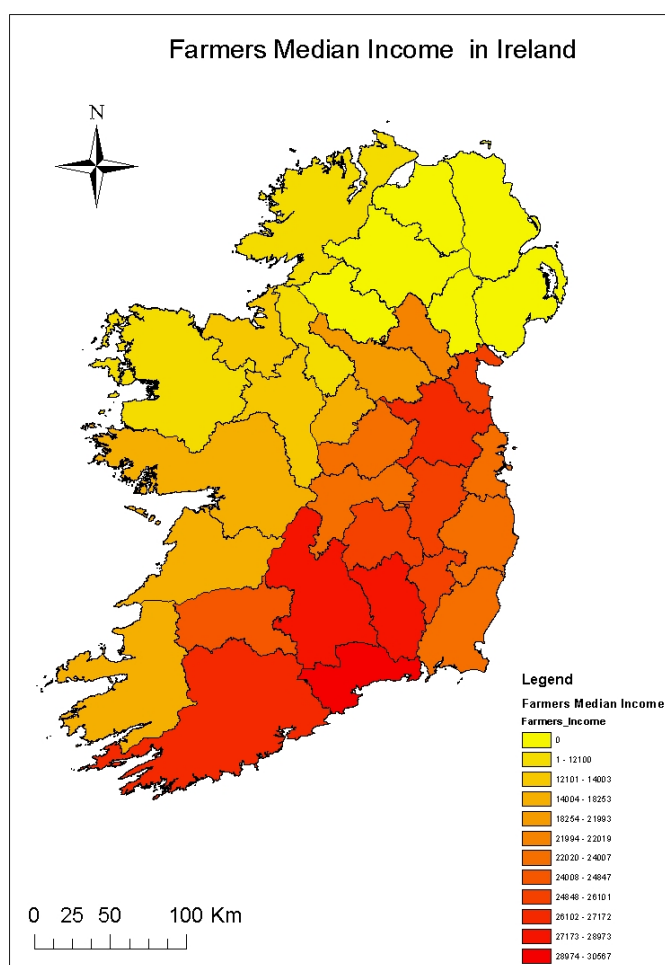 Farmers Median Income in Ireland
N
Legend
Farmers Median Income
Farmers_Income
0
1 - 12100
12101 - 14003
14004 - 18253
18254 - 21993
21994 - 22019
22020 - 24007
24008 - 24847
24848 - 26101
26102 - 27172
27173 - 28973
28974 - 30567
0 25 50 100 Km